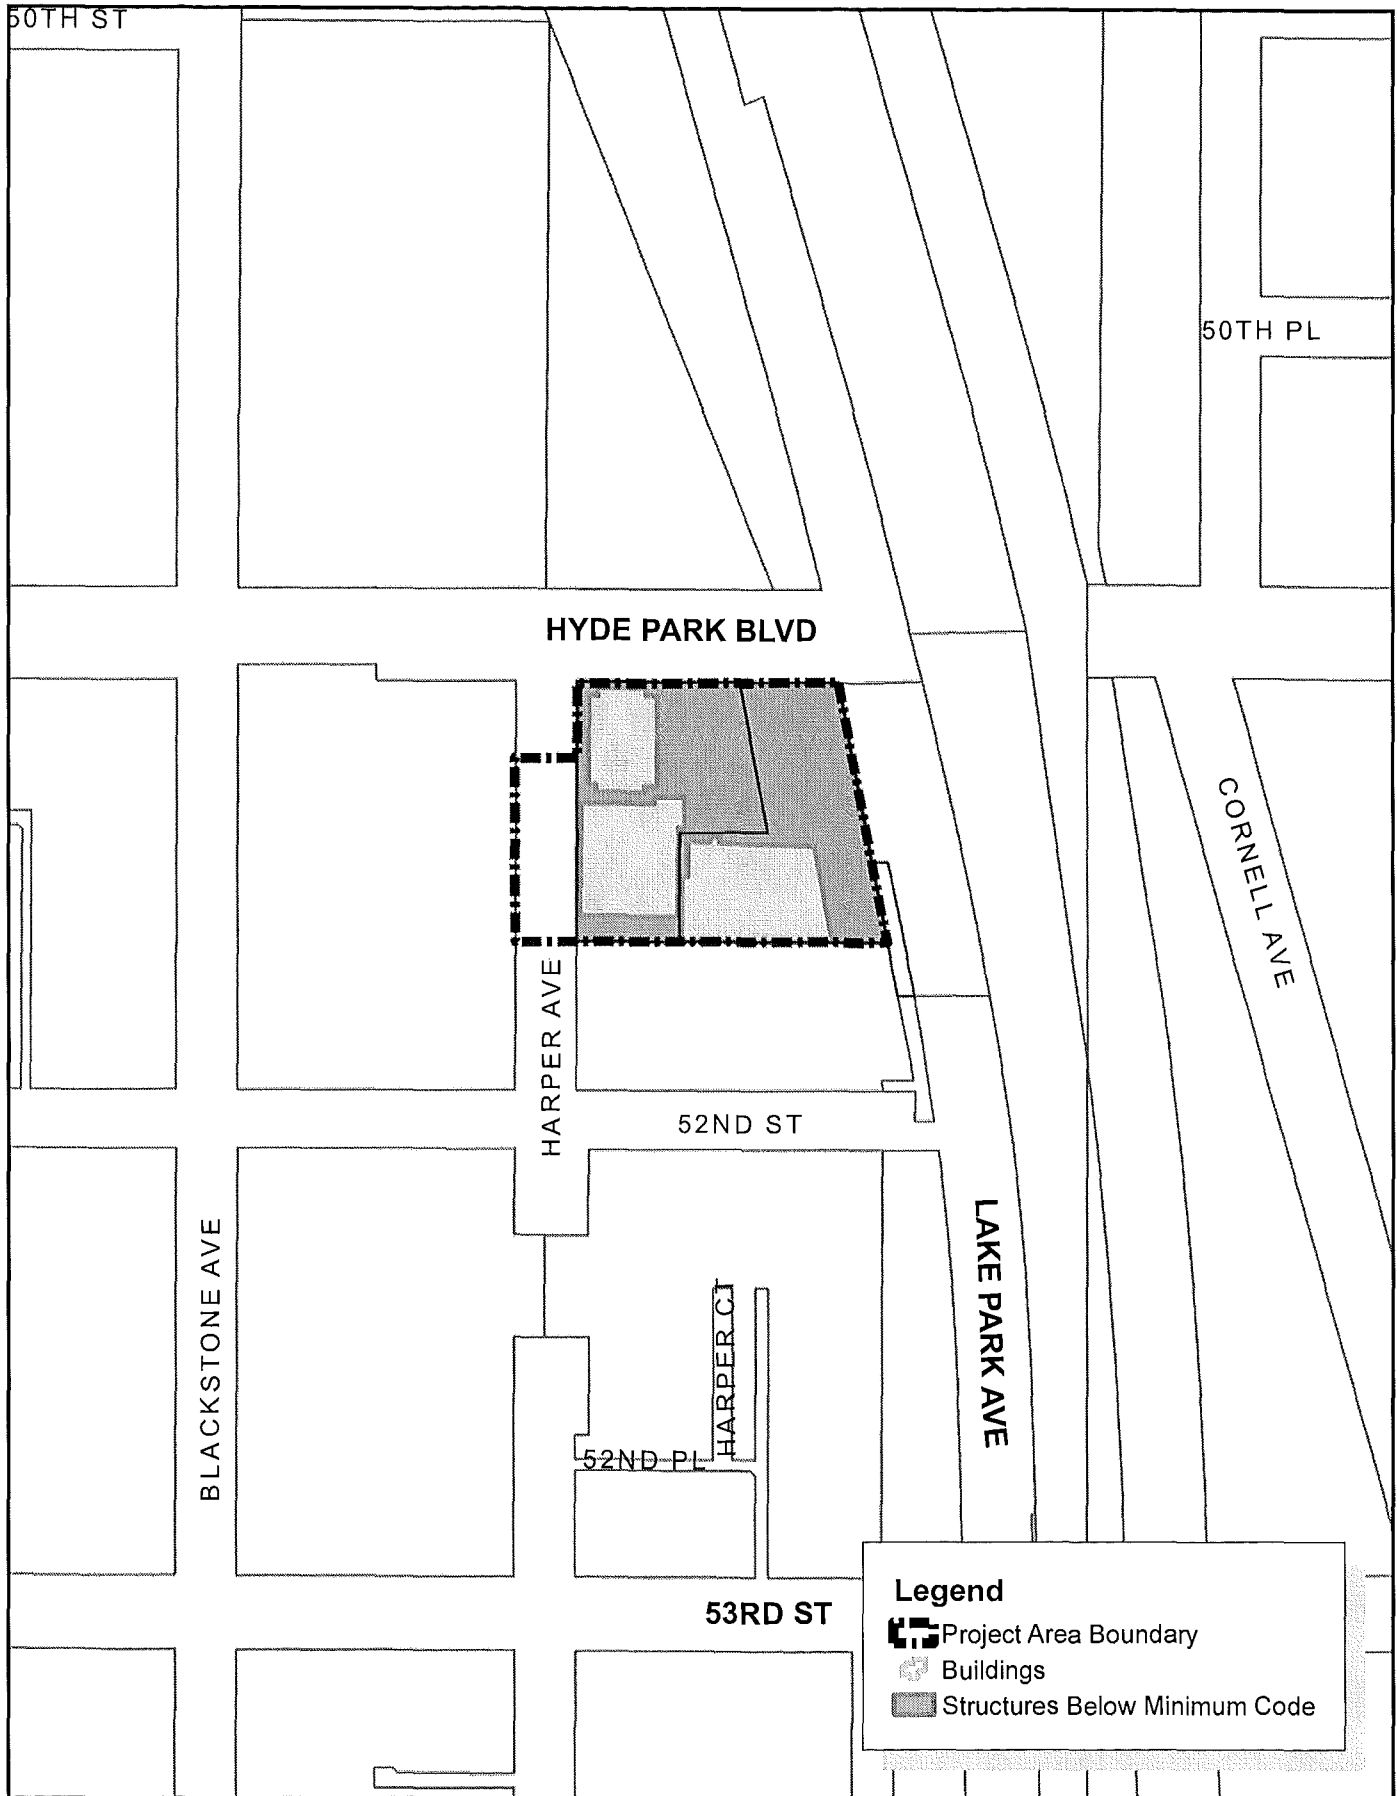 50TH ST
50TH PL
HYDE PARK BLVD
CORNELL AVE
HARPER AVE
52ND ST
LAKE PARK AVE
BLACKSTONE AVE
HARPER CT
52ND PL
53RD ST
Legend
Project Area Boundary
Buildings
Structures Below Minimum Code